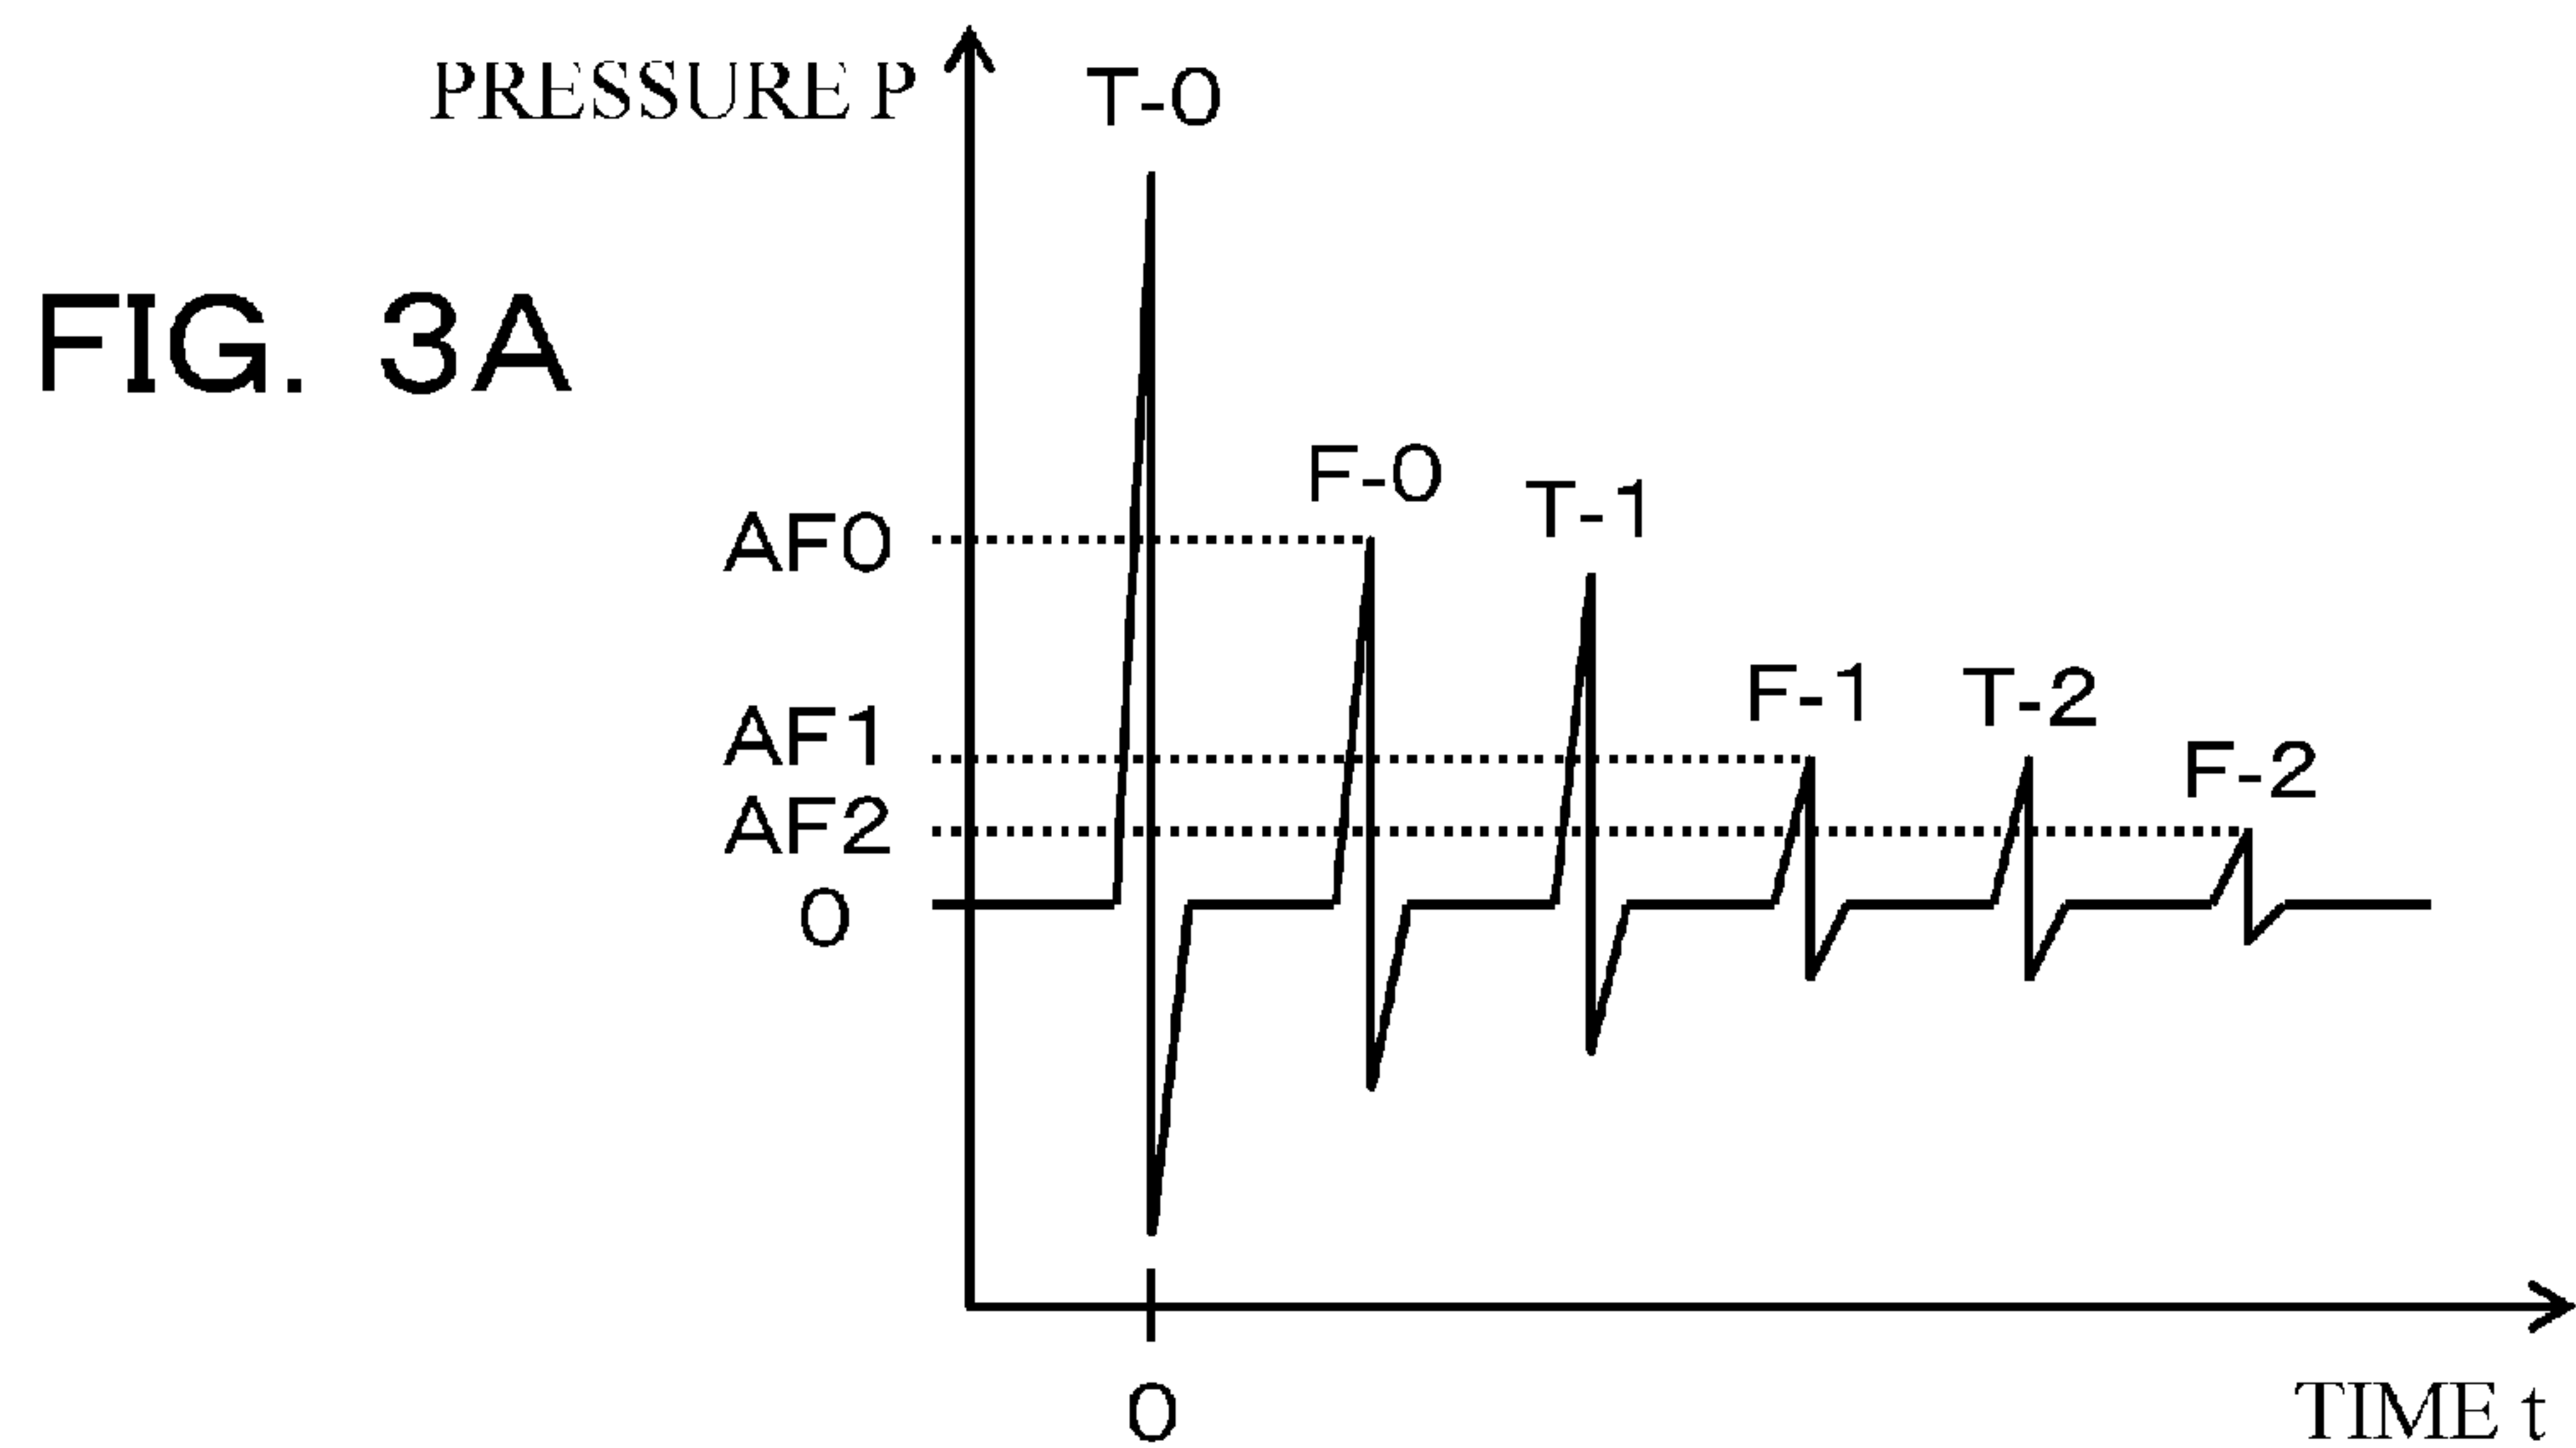 PRESSURE P
T-0
FIG. 3A
F-0
T-1
AF0
F-1
T-2
AF1
F-2
AF2
0
0
TIME t